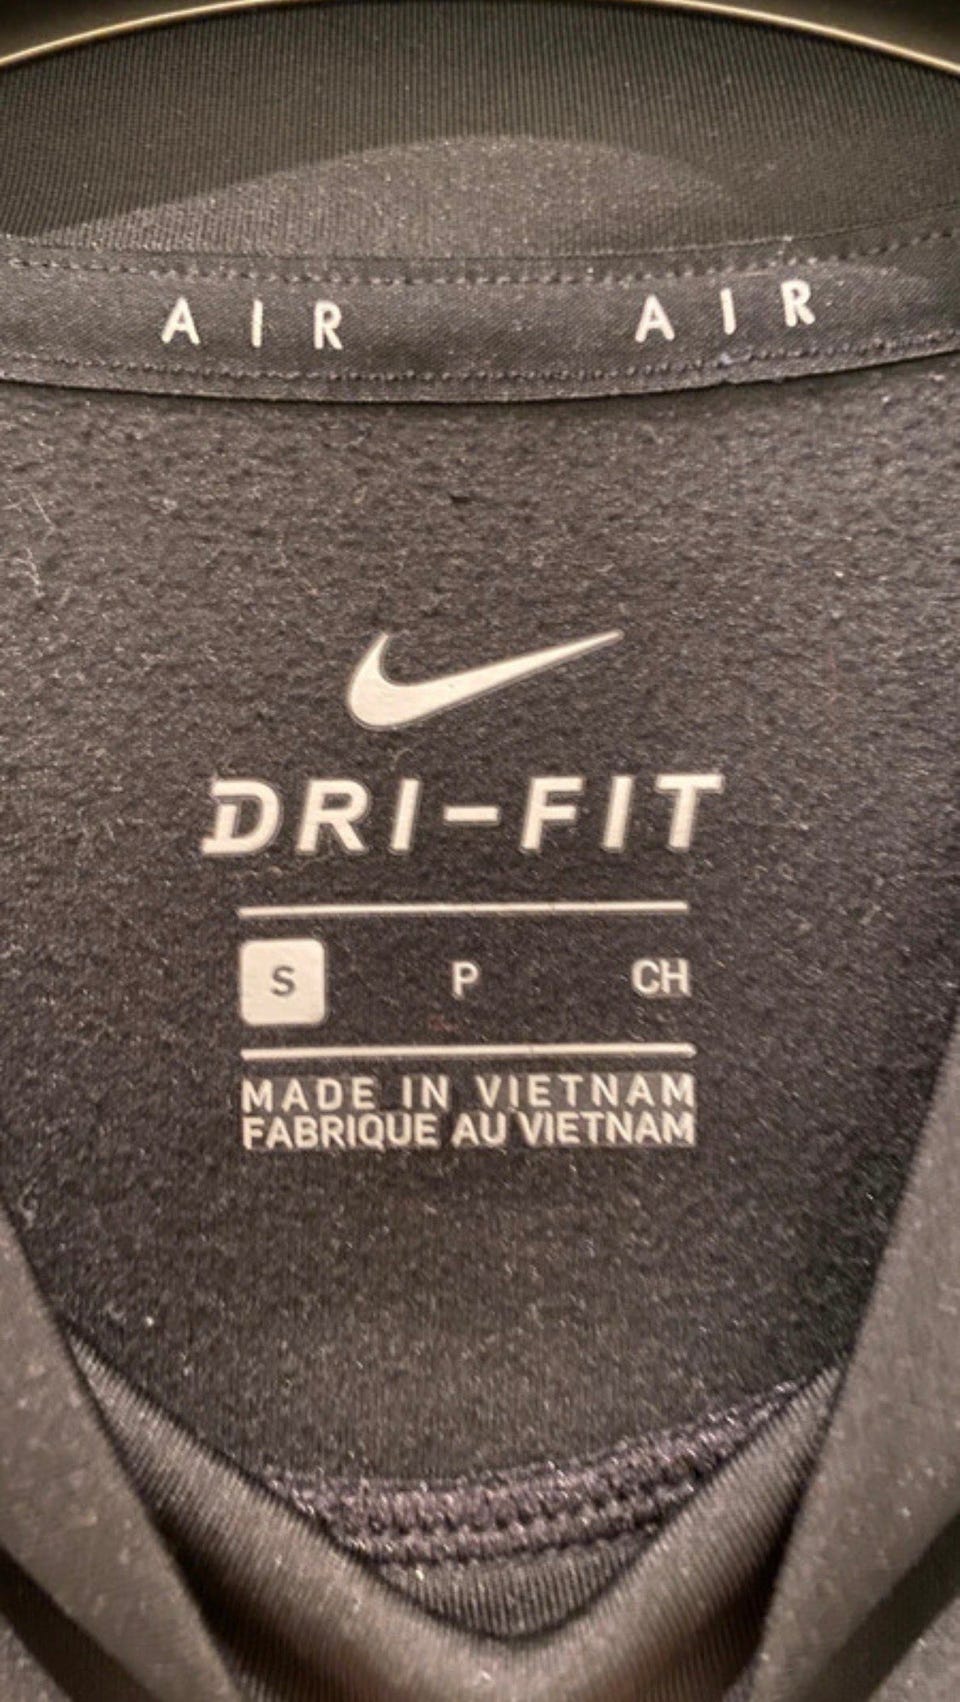 AIR AIR
DRI-FIT
S P CH
MADE IN VIETNAM
FABRIQUE AU VIETNAM